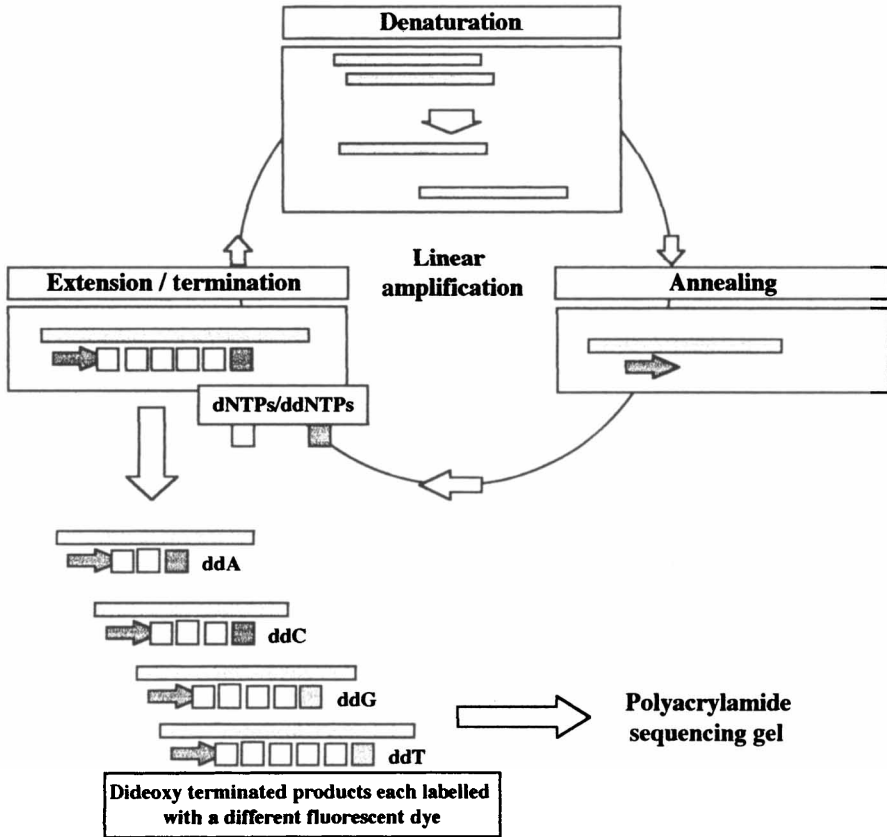 Denaturation
Linear
amplification
Extension / termination
Annealing
dNTPs/ddNTPs
ddA
ddC
ddG
ddT
Polyacrylamide
sequencing gel
Dideoxy terminated products each labelled
with a different fluorescent dye